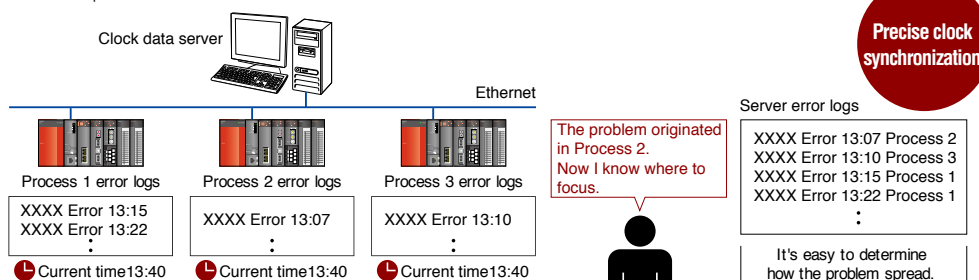 Clock data server
Ethernet
Precise clock
synchronization
Process 1 error logs
XXXX Error 13:15
XXXX Error 13:22
Current time13:40
Process 2 error logs
XXXX Error 13:07
Current time13:40
Process 3 error logs
XXXX Error 13:10
Current time13:40
The problem originated
in Process 2.
Now I know where to
focus.
Server error logs
XXXX Error 13:07 Process 2
XXXX Error 13:10 Process 3
XXXX Error 13:15 Process 1
XXXX Error 13:22 Process 1
It's easy to determine
how the problem spread.